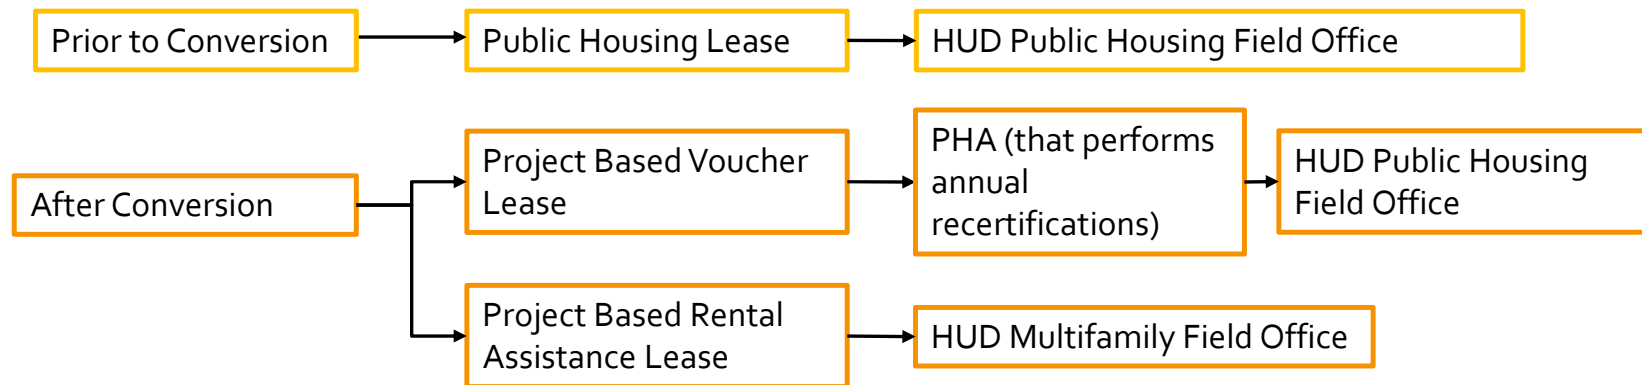 Prior to Conversion
Public Housing Lease
HUD Public Housing Field Office
After Conversion
Project Based Voucher
Lease
PHA (that performs
annual
recertifications)
HUD Public Housing
Field Office
Project Based Rental
Assistance Lease
HUD Multifamily Field Office